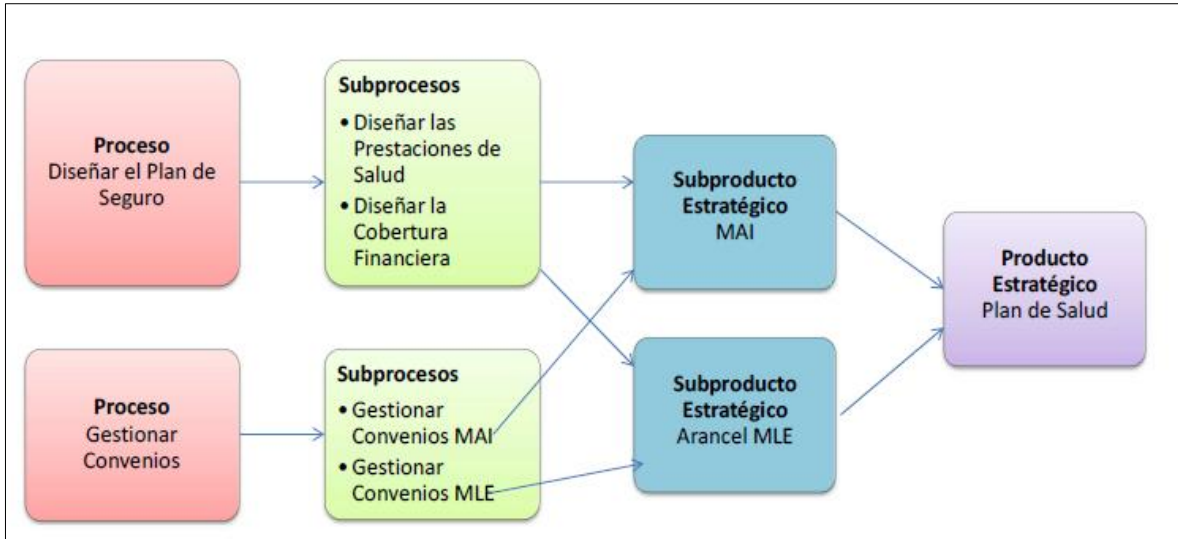 Proceso
Diseñar el Plan de
Seguro
Subprocesos
• Diseñar las
Prestaciones de
Salud
• Diseñar la
Cobertura
Financiera
Subproducto
Estratégico
MAI
Producto
Estratégico
Plan de Salud
Proceso
Gestionar
Convenios
Subprocesos
• Gestionar
Convenios MAI
• Gestionar
Convenios MLE
Subproducto
Estratégico
Arancel MLE